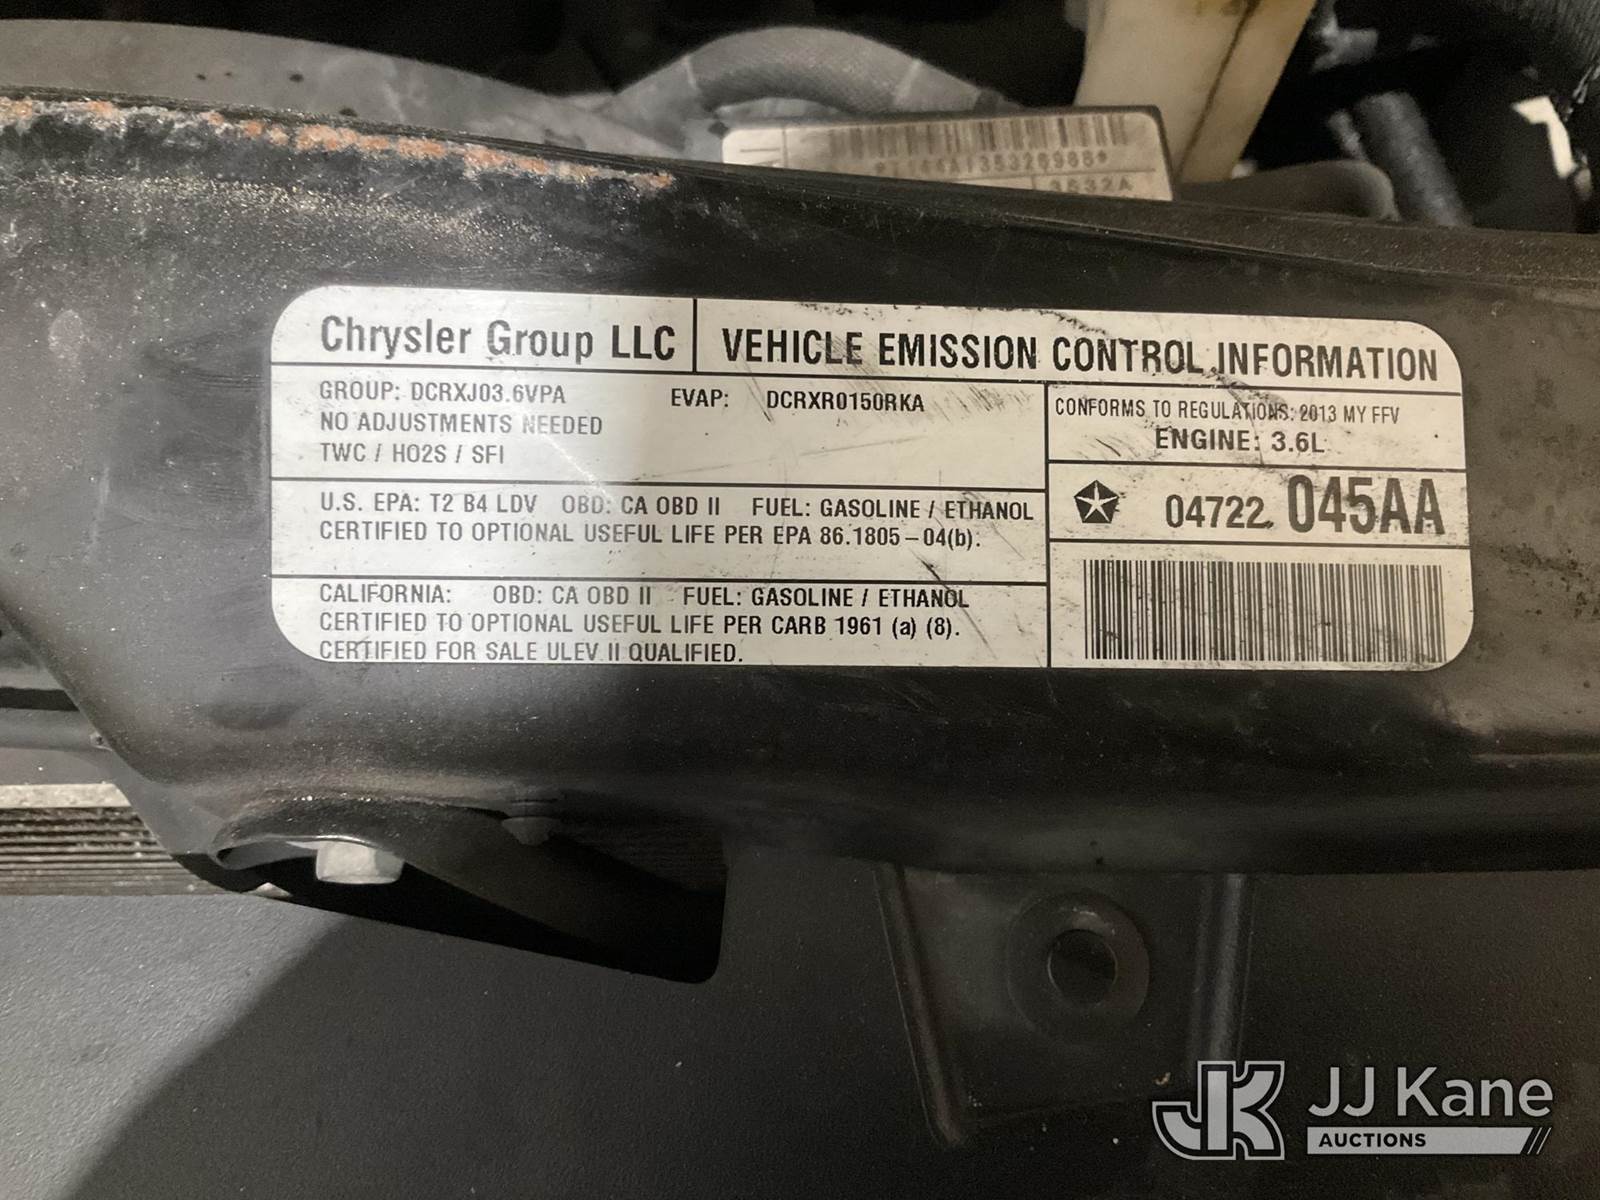 3532A
Chrysler Group LLC
VEHICLE EMISSION CONTROL INFORMATION
GROUP: DCRXJ03.6VPA
EVAP: DCRXR0150RKA
NO ADJUSTMENTS NEEDED
TWC / HO2S / SFI
CONFORMS TO REGULATIONS: 2013 MY FFV
ENGINE: 3.6L
U.S. EPA: T2 B4 LDV OBD: CA OBD II FUEL: GASOLINE / ETHANOL
CERTIFIED TO OPTIONAL USEFUL LIFE PER EPA 86.1805-04(b).
04722 045AA
CALIFORNIA: OBD: CA OBD II FUEL: GASOLINE / ETHANOL
CERTIFIED TO OPTIONAL USEFUL LIFE PER CARB 1961 (a) (8).
CERTIFIED FOR SALE ULEV II QUALIFIED.
JK JJ Kane
AUCTIONS